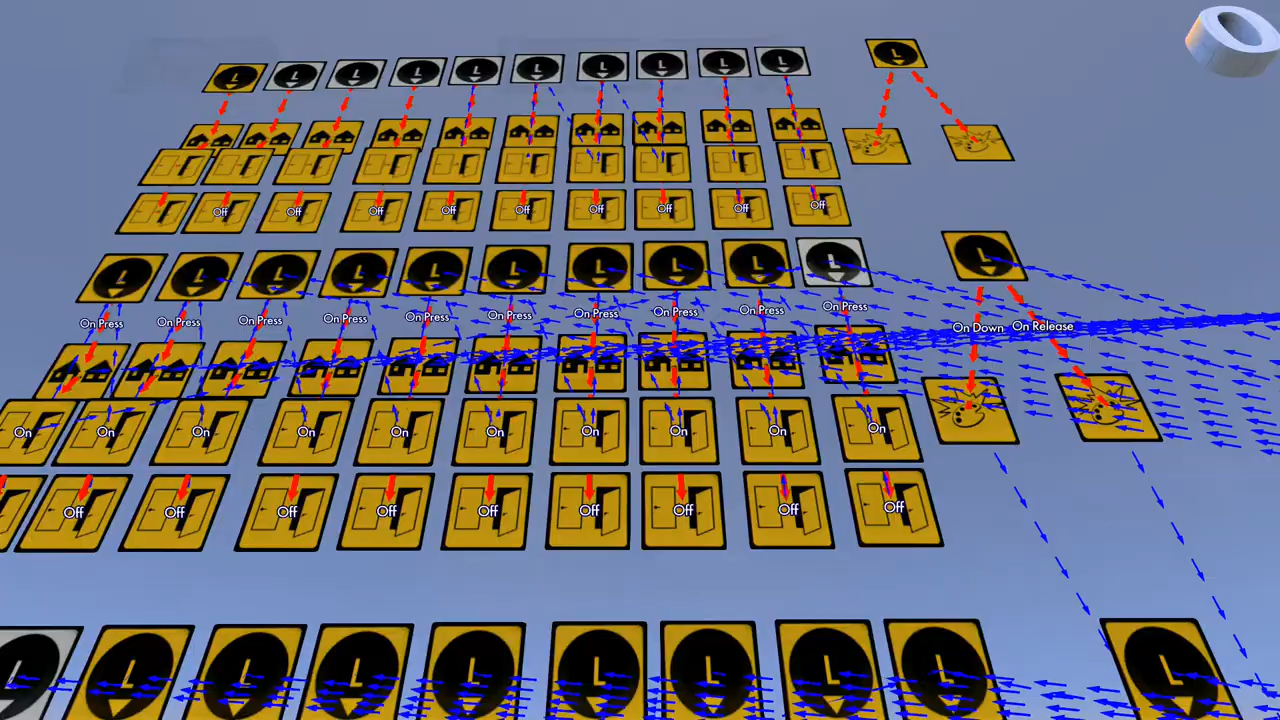 L L L L L L L L L L L
Off Off Off Off Off Off Off Off Off
L L L L L L L L L L L
On Press On Press On Press On Press On Press On Press On Press On Press On Press On Press
On Down On Release
On On On On On On On On On On
Off Off Off Off Off Off Off Off Off
L L L L L L L L L L